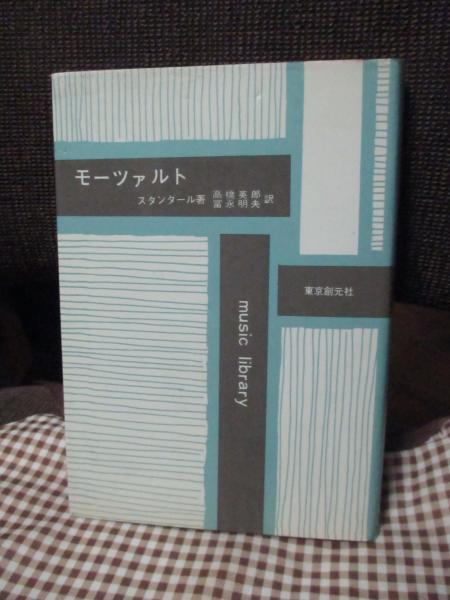 モーツァルト
スタンダール著 高橋英郎 冨永明夫 訳
東京創元社
music library